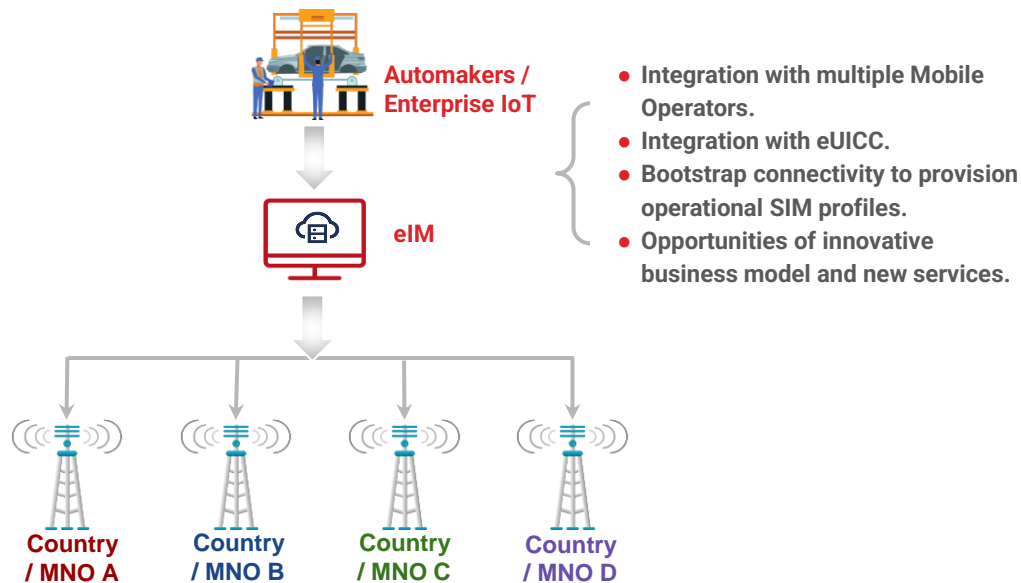 Automakers /
Enterprise IoT
eIM
● Integration with multiple Mobile
Operators.
● Integration with eUICC.
● Bootstrap connectivity to provision
operational SIM profiles.
● Opportunities of innovative
business model and new services.
Country
/ MNO A
Country
/ MNO B
Country
/ MNO C
Country
/ MNO D